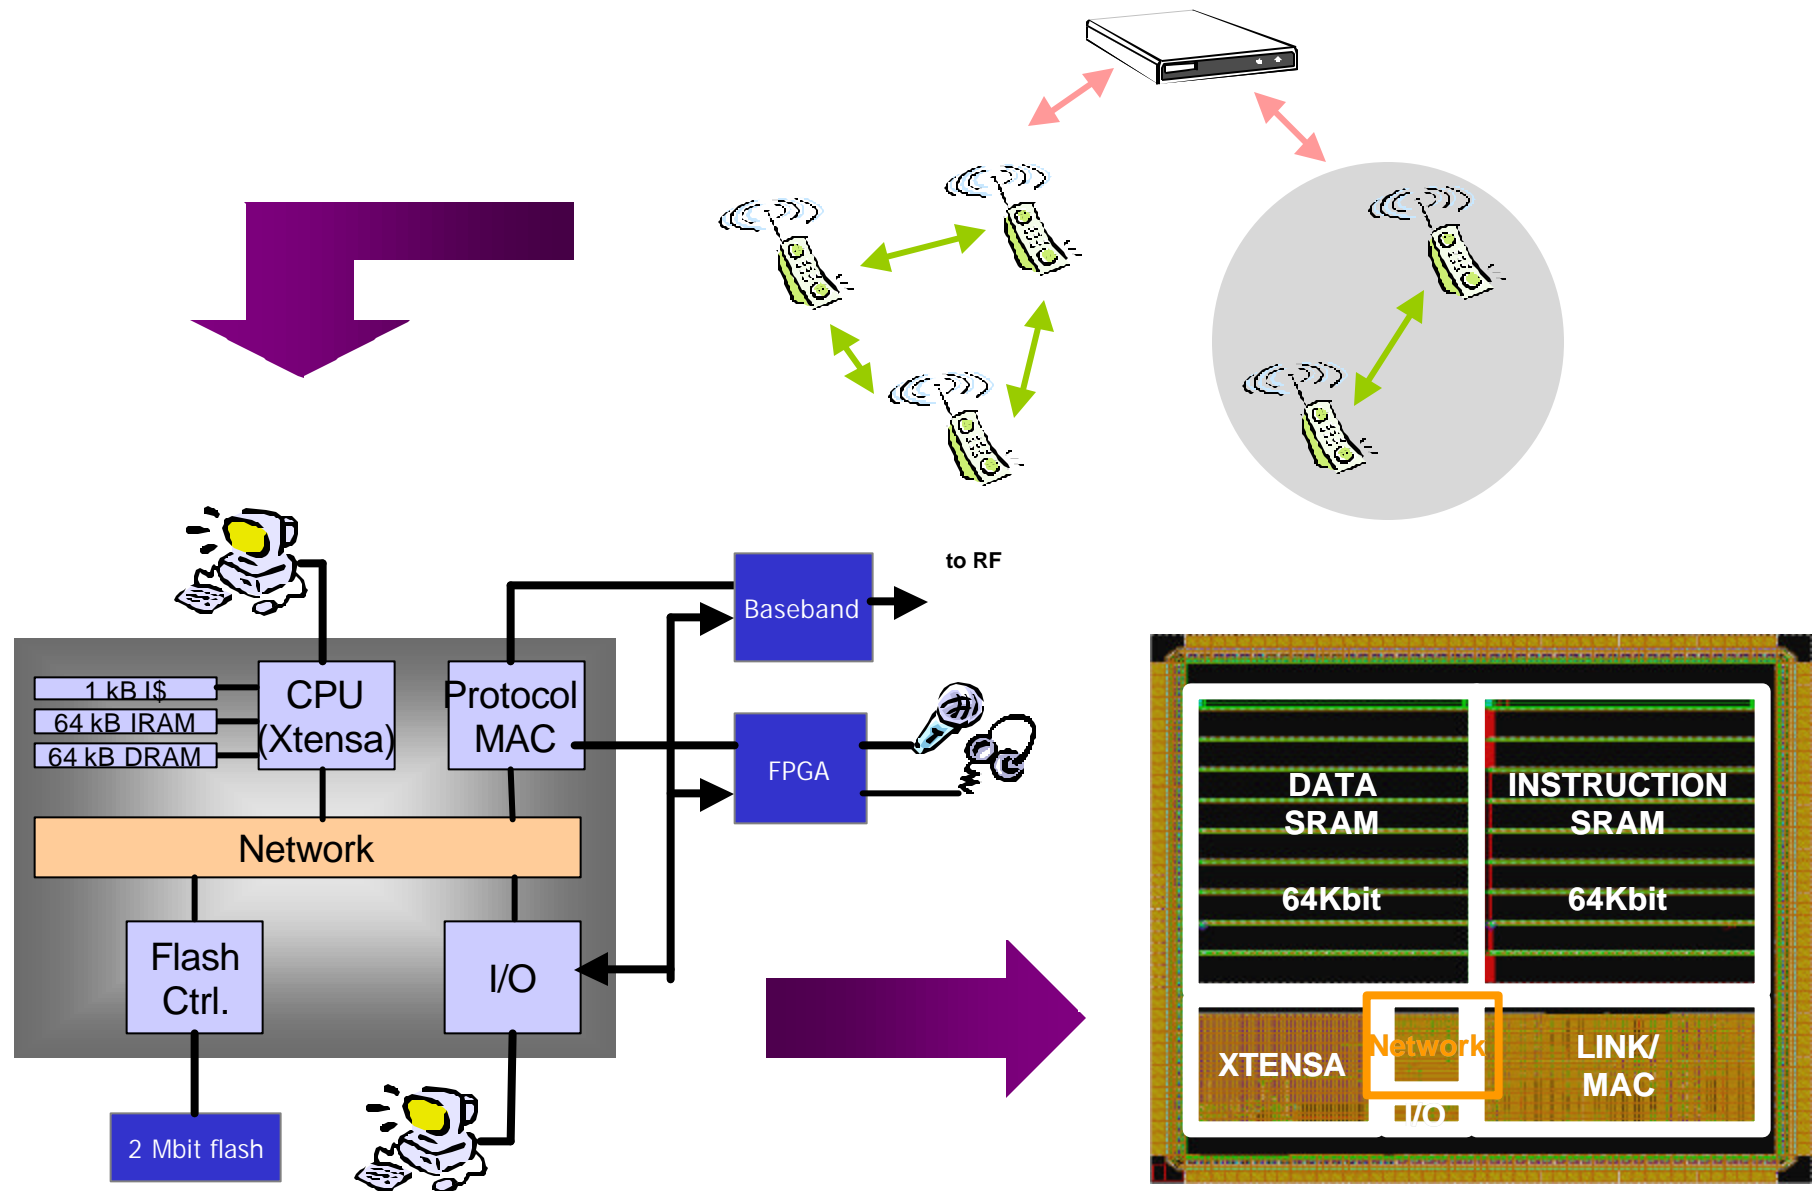 to RF
Baseband
CPU
(Xtensa)
Protocol
MAC
1 kB I$
64 kB IRAM
64 kB DRAM
FPGA
Network
Flash
Ctrl.
I/O
2 Mbit flash
DATA
SRAM
64Kbit
INSTRUCTION
SRAM
64Kbit
XTENSA
Network
LINK/
MAC
I/O